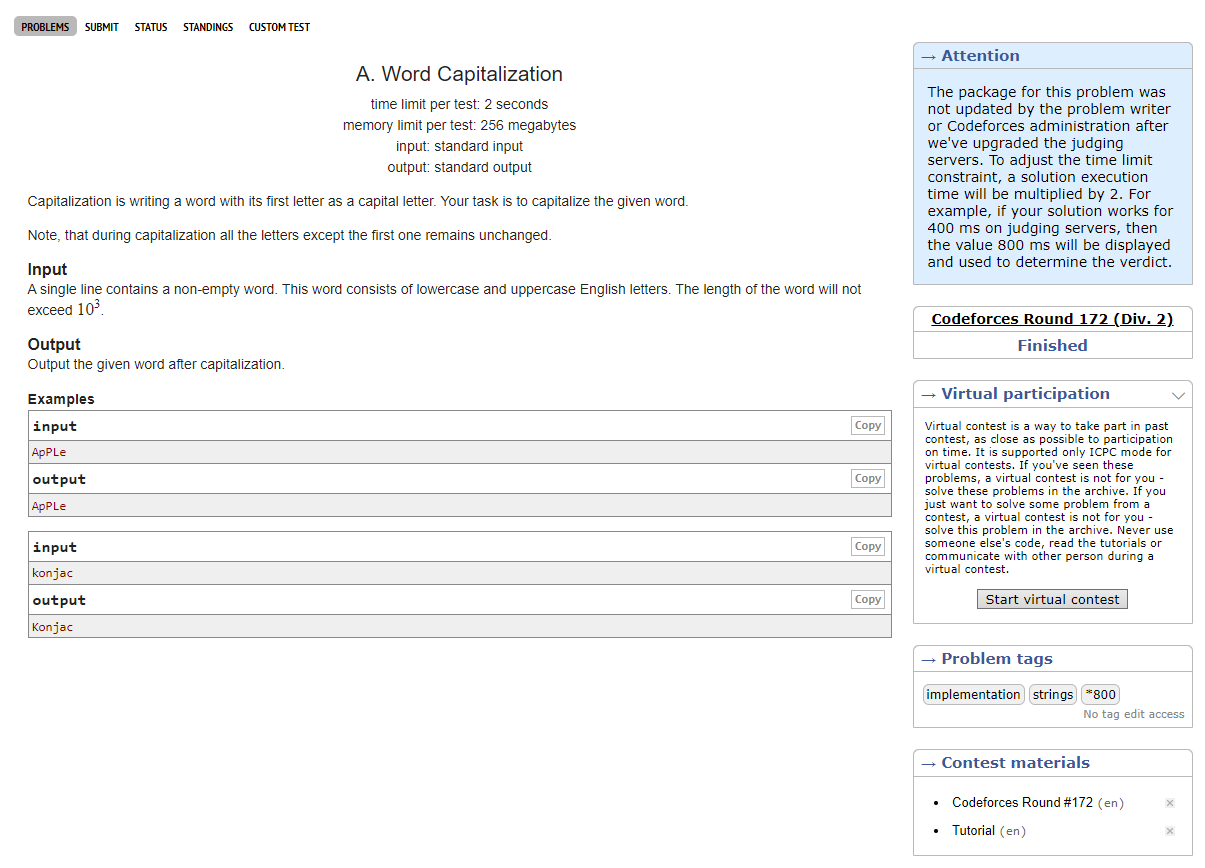 PROBLEMS SUBMIT STATUS STANDINGS CUSTOM TEST
A. Word Capitalization
time limit per test: 2 seconds
memory limit per test: 256 megabytes
input: standard input
output: standard output
Capitalization is writing a word with its first letter as a capital letter. Your task is to capitalize the given word.
Note, that during capitalization all the letters except the first one remains unchanged.
Input
A single line contains a non-empty word. This word consists of lowercase and uppercase English letters. The length of the word will not
exceed 10³.
Output
Output the given word after capitalization.
Examples
input Copy
ApPLe
output Copy
ApPLe
input Copy
konjac
output Copy
Konjac
→ Attention
The package for this problem was
not updated by the problem writer
or Codeforces administration after
we've upgraded the judging
servers. To adjust the time limit
constraint, a solution execution
time will be multiplied by 2. For
example, if your solution works for
400 ms on judging servers, then
the value 800 ms will be displayed
and used to determine the verdict.
Codeforces Round 172 (Div. 2)
Finished
→ Virtual participation
Virtual contest is a way to take part in past
contest, as close as possible to participation
on time. It is supported only ICPC mode for
virtual contests. If you've seen these
problems, a virtual contest is not for you -
solve these problems in the archive. If you
just want to solve some problem from a
contest, a virtual contest is not for you -
solve this problem in the archive. Never use
someone else's code, read the tutorials or
communicate with other person during a
virtual contest.
Start virtual contest
→ Problem tags
implementation strings *800
No tag edit access
→ Contest materials
• Codeforces Round #172 (en) ×
• Tutorial (en) ×